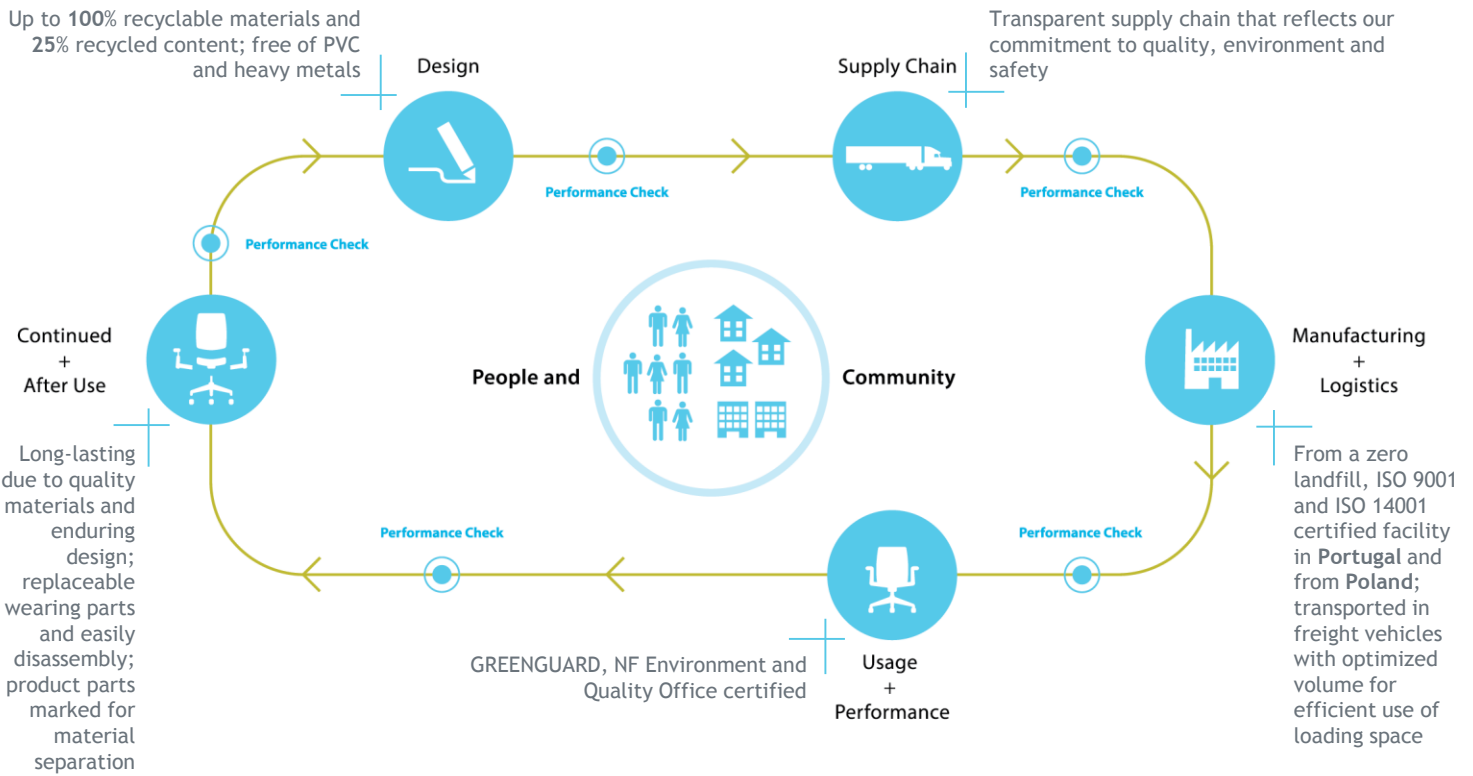 Up to 100% recyclable materials and
25% recycled content; free of PVC
and heavy metals
Design
Supply Chain
Transparent supply chain that reflects our
commitment to quality, environment and
safety
Performance Check
Performance Check
Performance Check
Continued
+
After Use
People and
Community
Manufacturing
+
Logistics
Long-lasting
due to quality
materials and
enduring
design;
replaceable
wearing parts
and easily
disassembly;
product parts
marked for
material
separation
From a zero
landfill, ISO 9001
and ISO 14001
certified facility
in Portugal and
from Poland;
transported in
freight vehicles
with optimized
volume for
efficient use of
loading space
Performance Check
Performance Check
GREENGUARD, NF Environment and
Quality Office certified
Usage
+
Performance